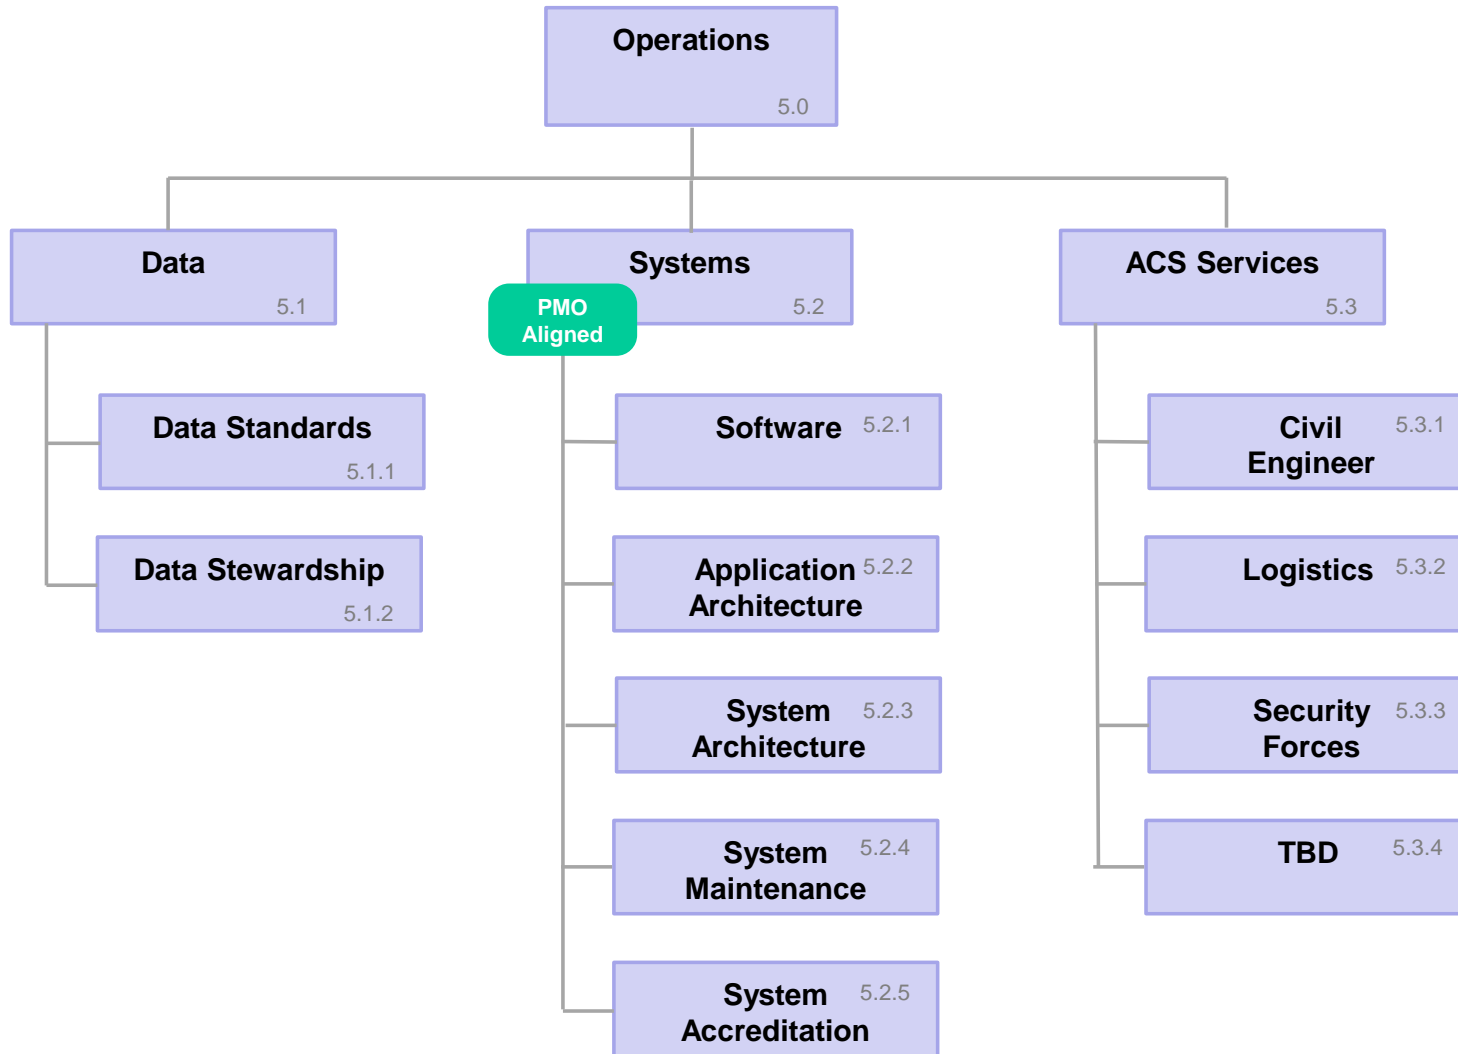 Operations
5.0
Data
5.1
Systems
5.2
PMO
Aligned
ACS Services
5.3
Data Standards
5.1.1
Data Stewardship
5.1.2
Software 5.2.1
Application 5.2.2
Architecture
System 5.2.3
Architecture
System 5.2.4
Maintenance
System 5.2.5
Accreditation
Civil 5.3.1
Engineer
Logistics 5.3.2
Security 5.3.3
Forces
TBD 5.3.4